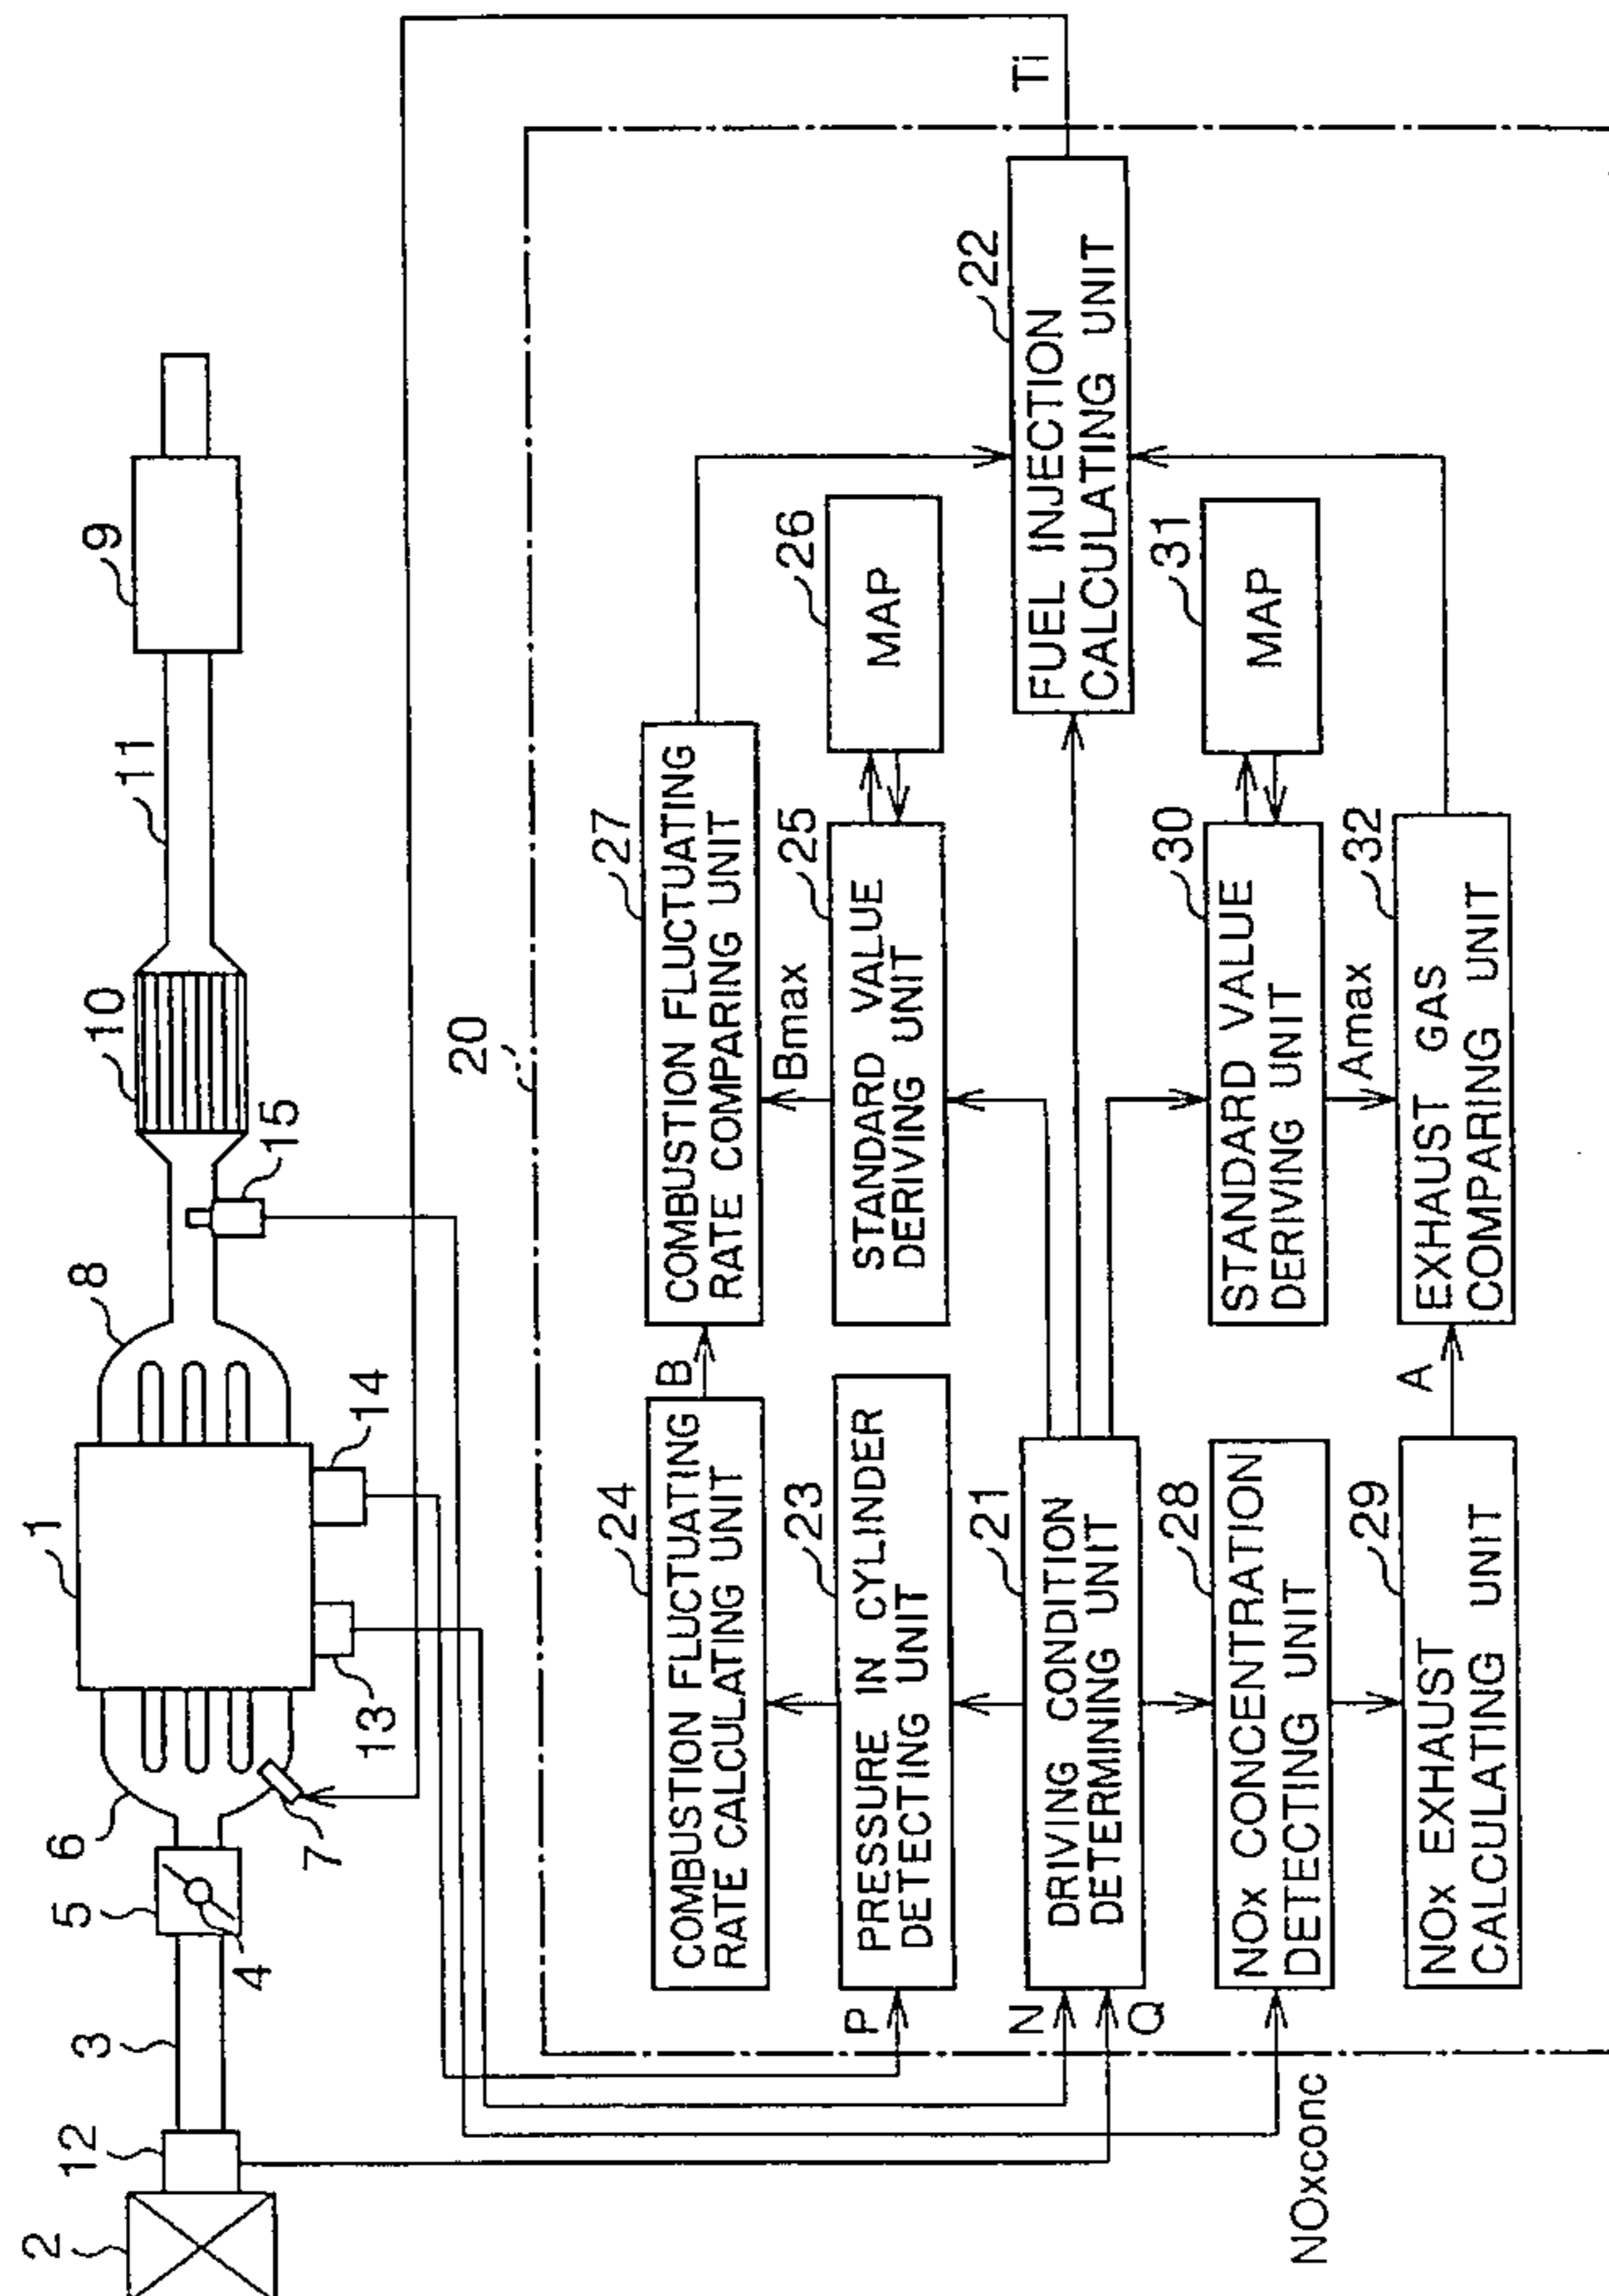 2
12
3
4
5
6
7
1
13
14
8
15
10
11
9
20'
Ti
24
COMBUSTION FLUCTUATING
RATE CALCULATING UNIT
B
27
COMBUSTION FLUCTUATING
RATE COMPARING UNIT
Bmax
P
23
PRESSURE IN CYLINDER
DETECTING UNIT
25
STANDARD VALUE
DERIVING UNIT
26
MAP
N
Q
21
DRIVING CONDITION
DETERMINING UNIT
22
FUEL INJECTION
CALCULATING UNIT
NOxconc
28
NOx CONCENTRATION
DETECTING UNIT
30
STANDARD VALUE
DERIVING UNIT
31
MAP
Amax
29
NOx EXHAUST
CALCULATING UNIT
A
32
EXHAUST GAS
COMPARING UNIT